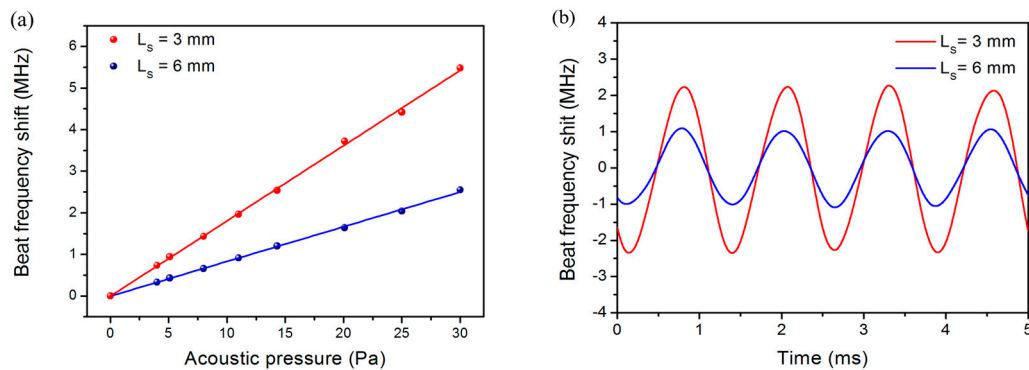 (a)
L_s = 3 mm
L_s = 6 mm
Beat frequency shift (MHz)
6
5
4
3
2
1
0
0 5 10 15 20 25 30
Acoustic pressure (Pa)
(b)
L_s = 3 mm
L_s = 6 mm
Beat frequency shit (MHz)
4
3
2
1
0
-1
-2
-3
-4
0 1 2 3 4 5
Time (ms)